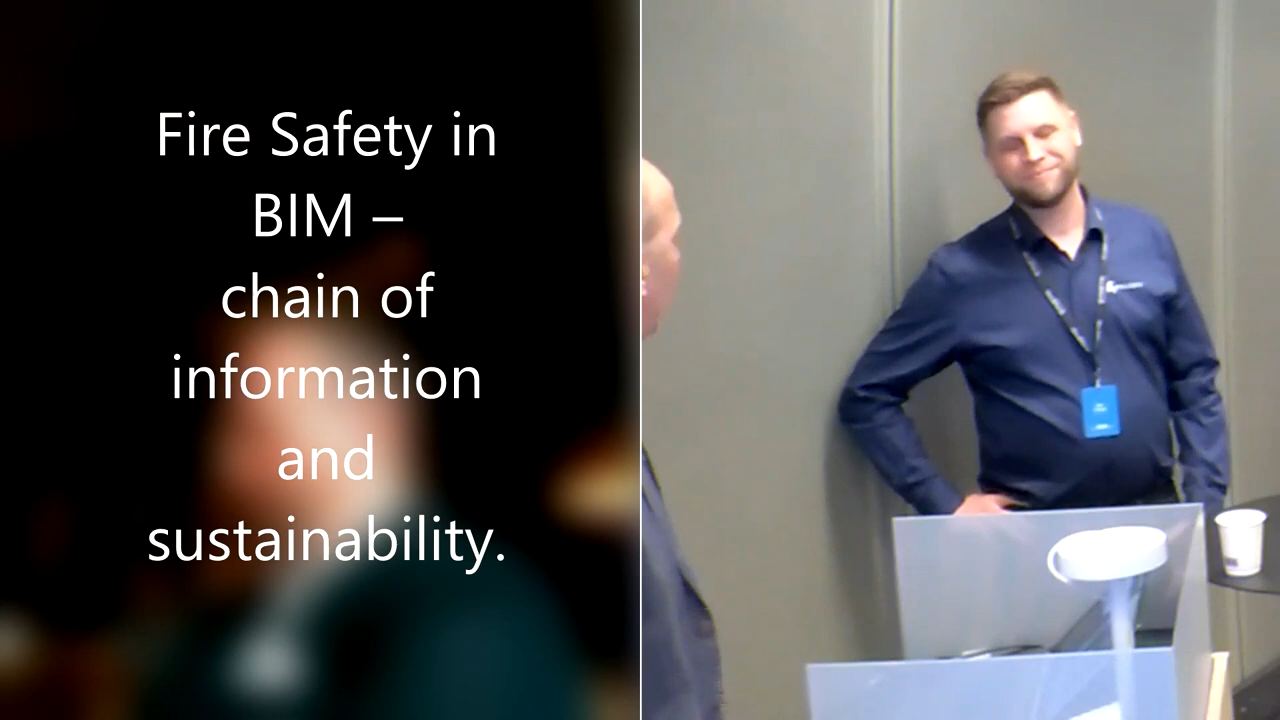 Fire Safety in
BIM –
chain of
information
and
sustainability.